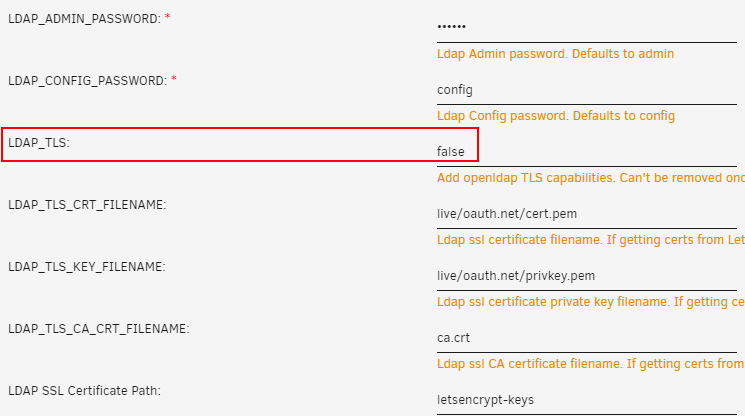 LDAP_ADMIN_PASSWORD: *
••••••
Ldap Admin password. Defaults to admin
LDAP_CONFIG_PASSWORD: *
config
Ldap Config password. Defaults to config
LDAP_TLS:
false
Add openldap TLS capabilities. Can't be removed onc
LDAP_TLS_CRT_FILENAME:
live/oauth.net/cert.pem
Ldap ssl certificate filename. If getting certs from Let
LDAP_TLS_KEY_FILENAME:
live/oauth.net/privkey.pem
Ldap ssl certificate private key filename. If getting ce
LDAP_TLS_CA_CRT_FILENAME:
ca.crt
Ldap ssl CA certificate filename. If getting certs from
LDAP SSL Certificate Path:
letsencrypt-keys